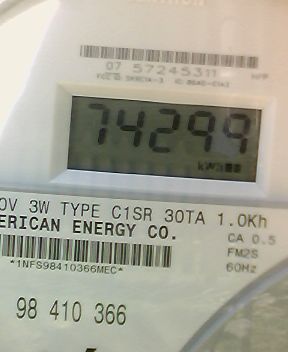 07 57245311
74299
kWh
0V 3W TYPE C1SR 30TA 1.0Kh
ERICAN ENERGY CO. CA 0.5
FM2S
*1NFS98410366MEC* 60Hz
98 410 366